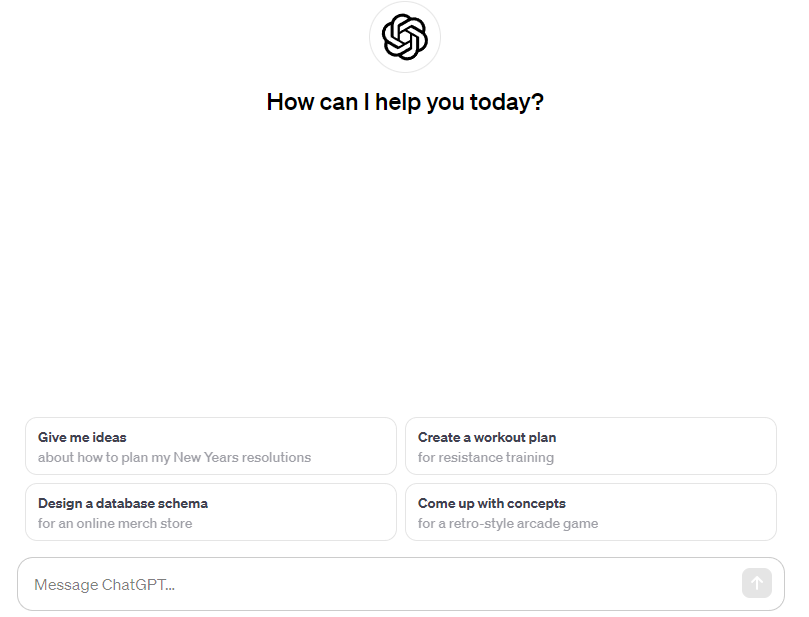 How can I help you today?
Give me ideas
about how to plan my New Years resolutions
Create a workout plan
for resistance training
Design a database schema
for an online merch store
Come up with concepts
for a retro-style arcade game
Message ChatGPT...